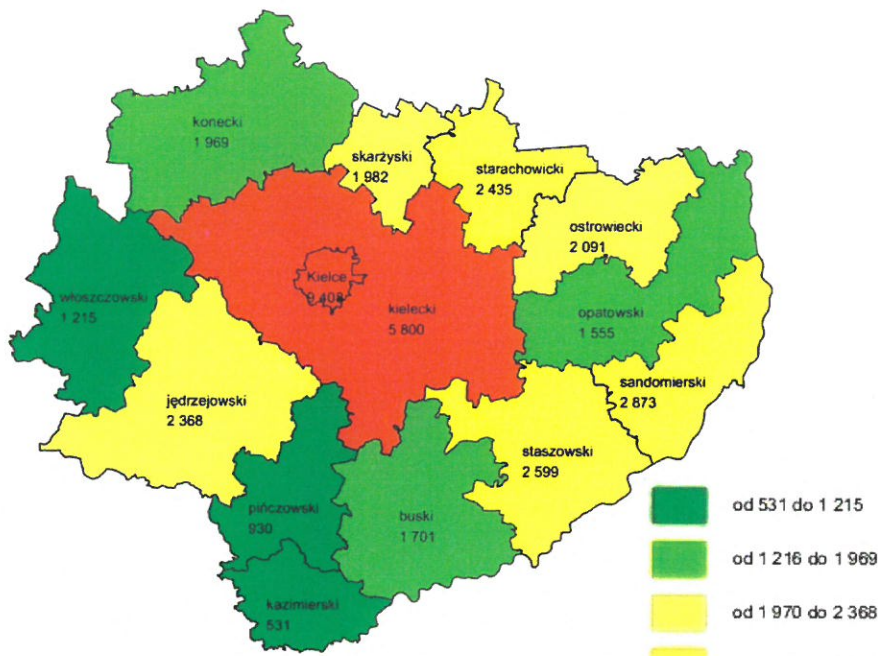 konecki
1 969
skarżyski
1 982
starachowicki
2 435
ostrowiecki
2 091
Kielce
9 408
kielecki
5 800
włoszczowski
1 215
opatowski
1 555
sandomierski
2 873
jędrzejowski
2 368
staszowski
2 599
pińczowski
930
buski
1 701
kazimierski
531
od 531 do 1 215
od 1 216 do 1 969
od 1 970 do 2 368